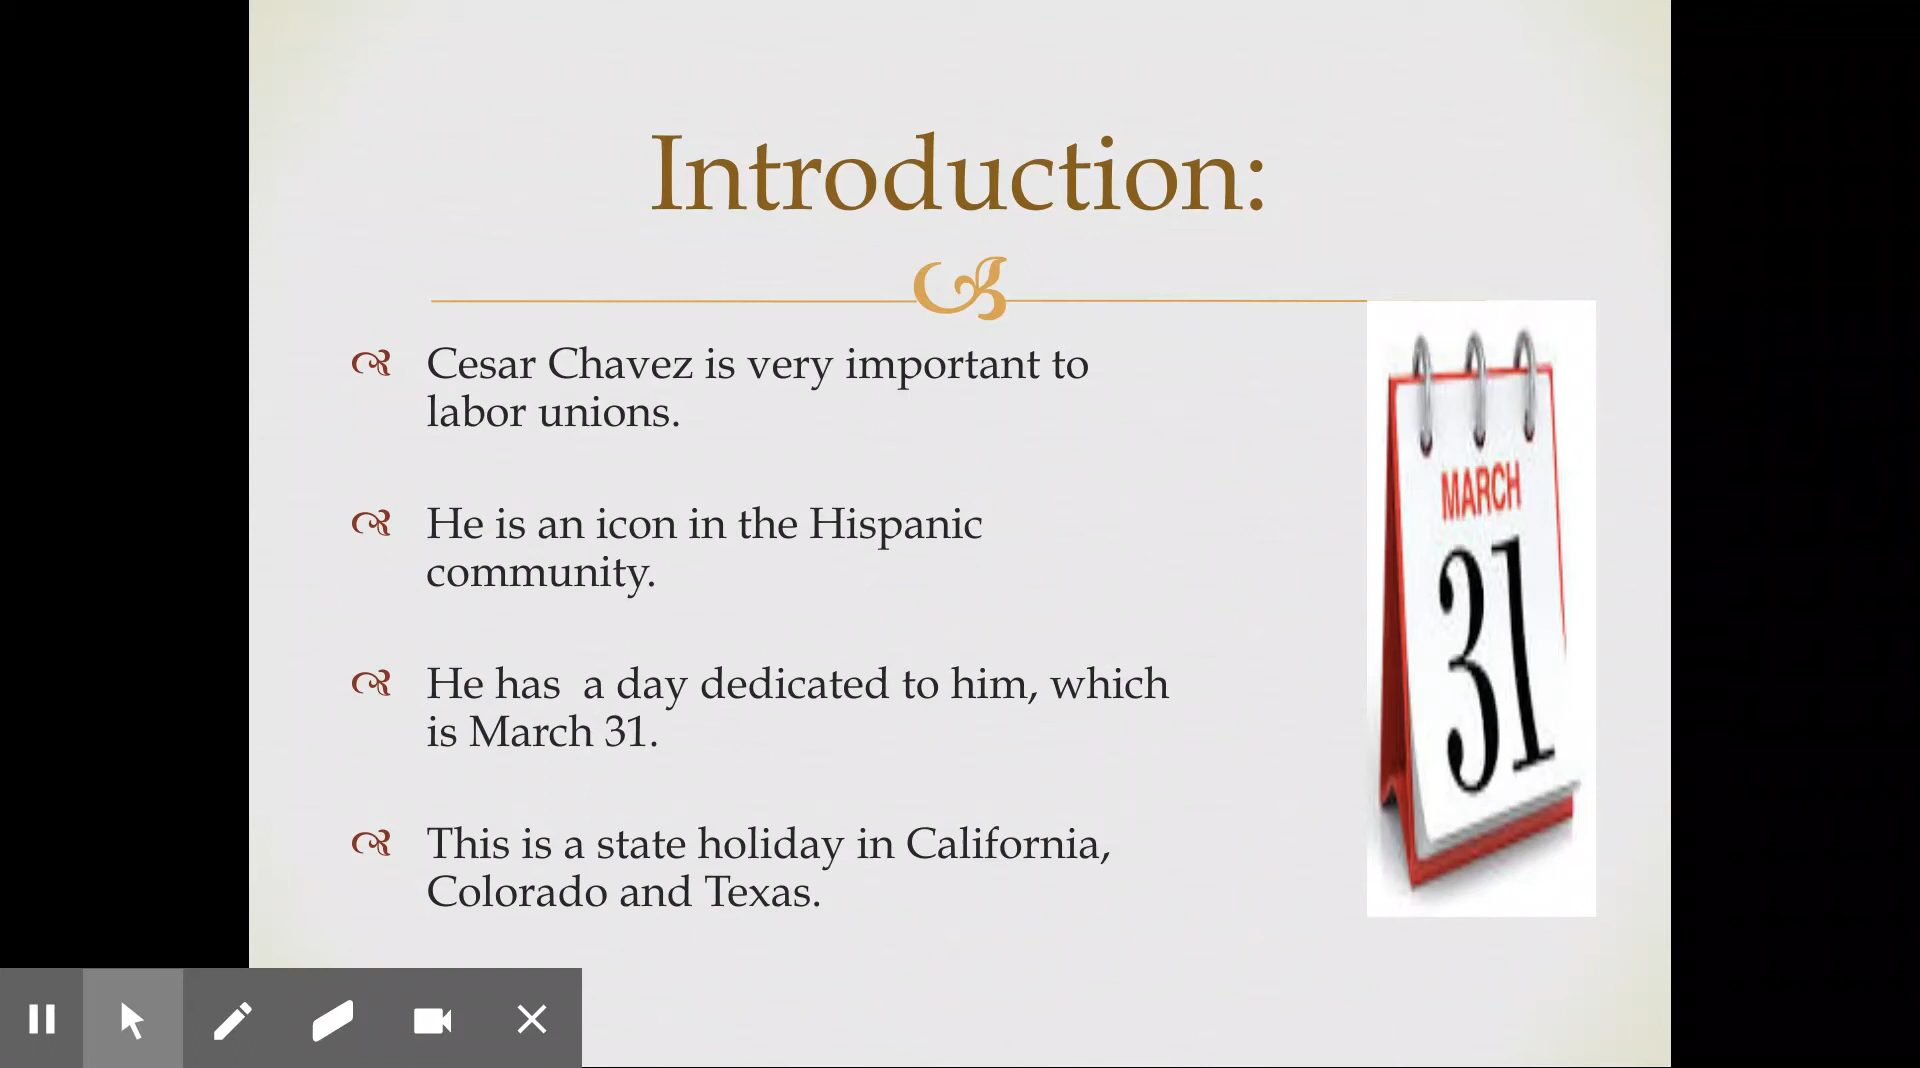 Introduction:
Cesar Chavez is very important to
labor unions.
He is an icon in the Hispanic
community.
He has  a day dedicated to him, which
is March 31.
This is a state holiday in California,
Colorado and Texas.
MARCH
31